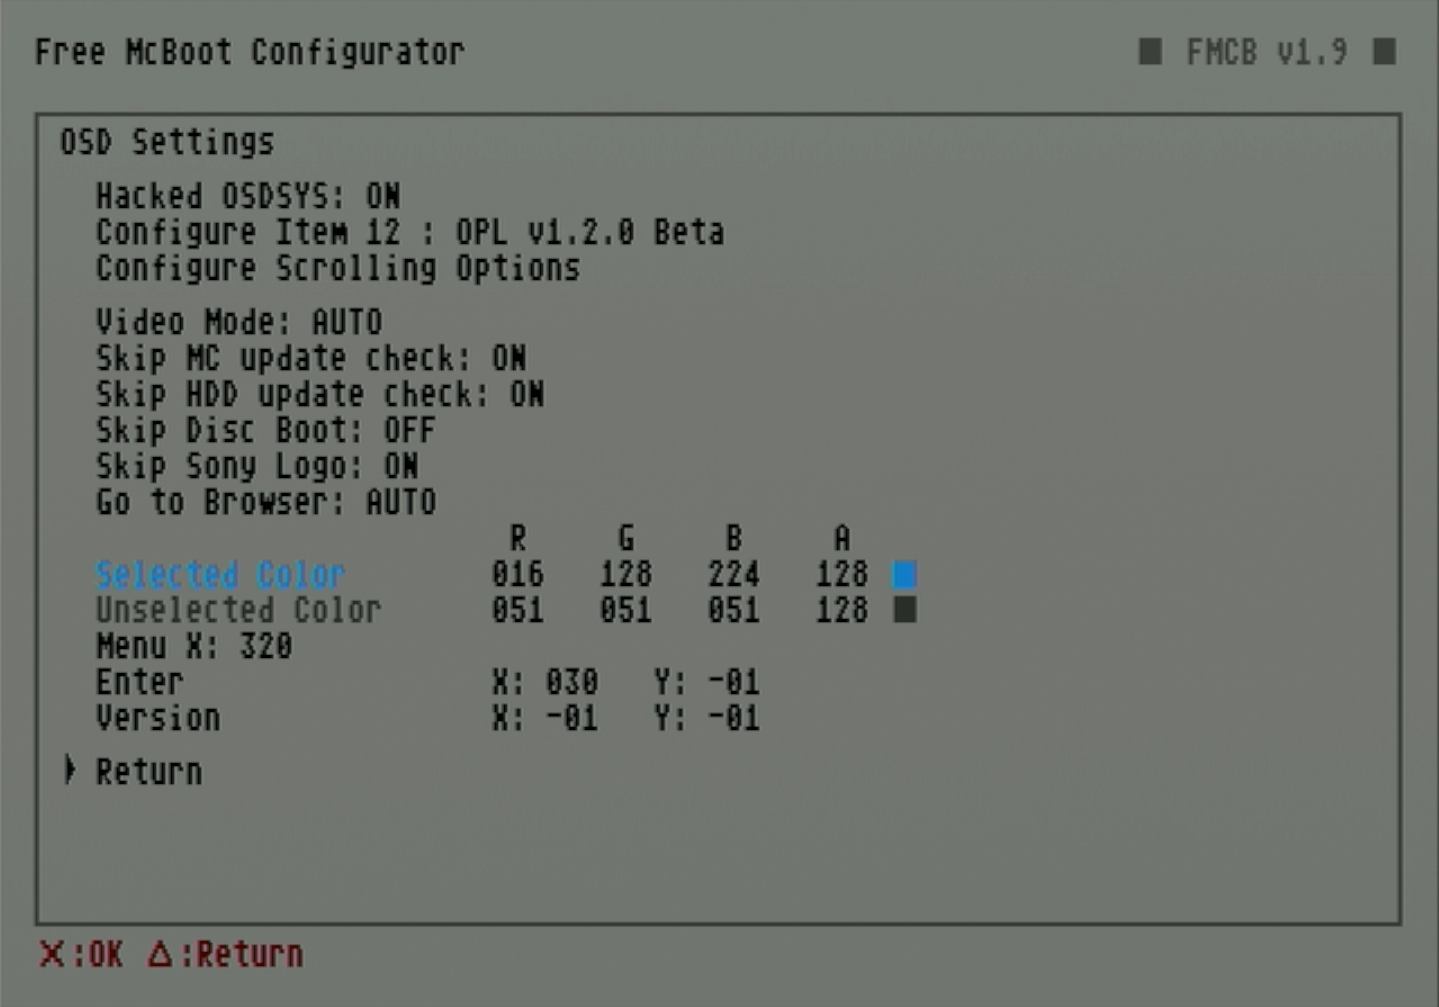 Free McBoot Configurator
■ FMCB v1.9 ■
OSD Settings
Hacked OSDSYS: ON
Configure Item 12 : OPL v1.2.0 Beta
Configure Scrolling Options
Video Mode: AUTO
Skip MC update check: ON
Skip HDD update check: ON
Skip Disc Boot: OFF
Skip Sony Logo: ON
Go to Browser: AUTO
R G B A
Selected Color 016 128 224 128
Unselected Color 051 051 051 128
Menu X: 320
Enter X: 030 Y: -01
Version X: -01 Y: -01
Return
X:OK Δ:Return